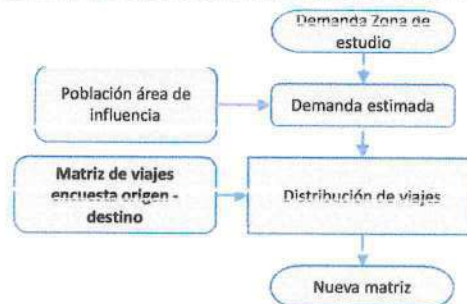 Demanda Zona de
estudio
Población área de
influencia
Demanda estimada
Matriz de viajes
encuesta origen -
destino
Distribución de viajes
Nueva matriz